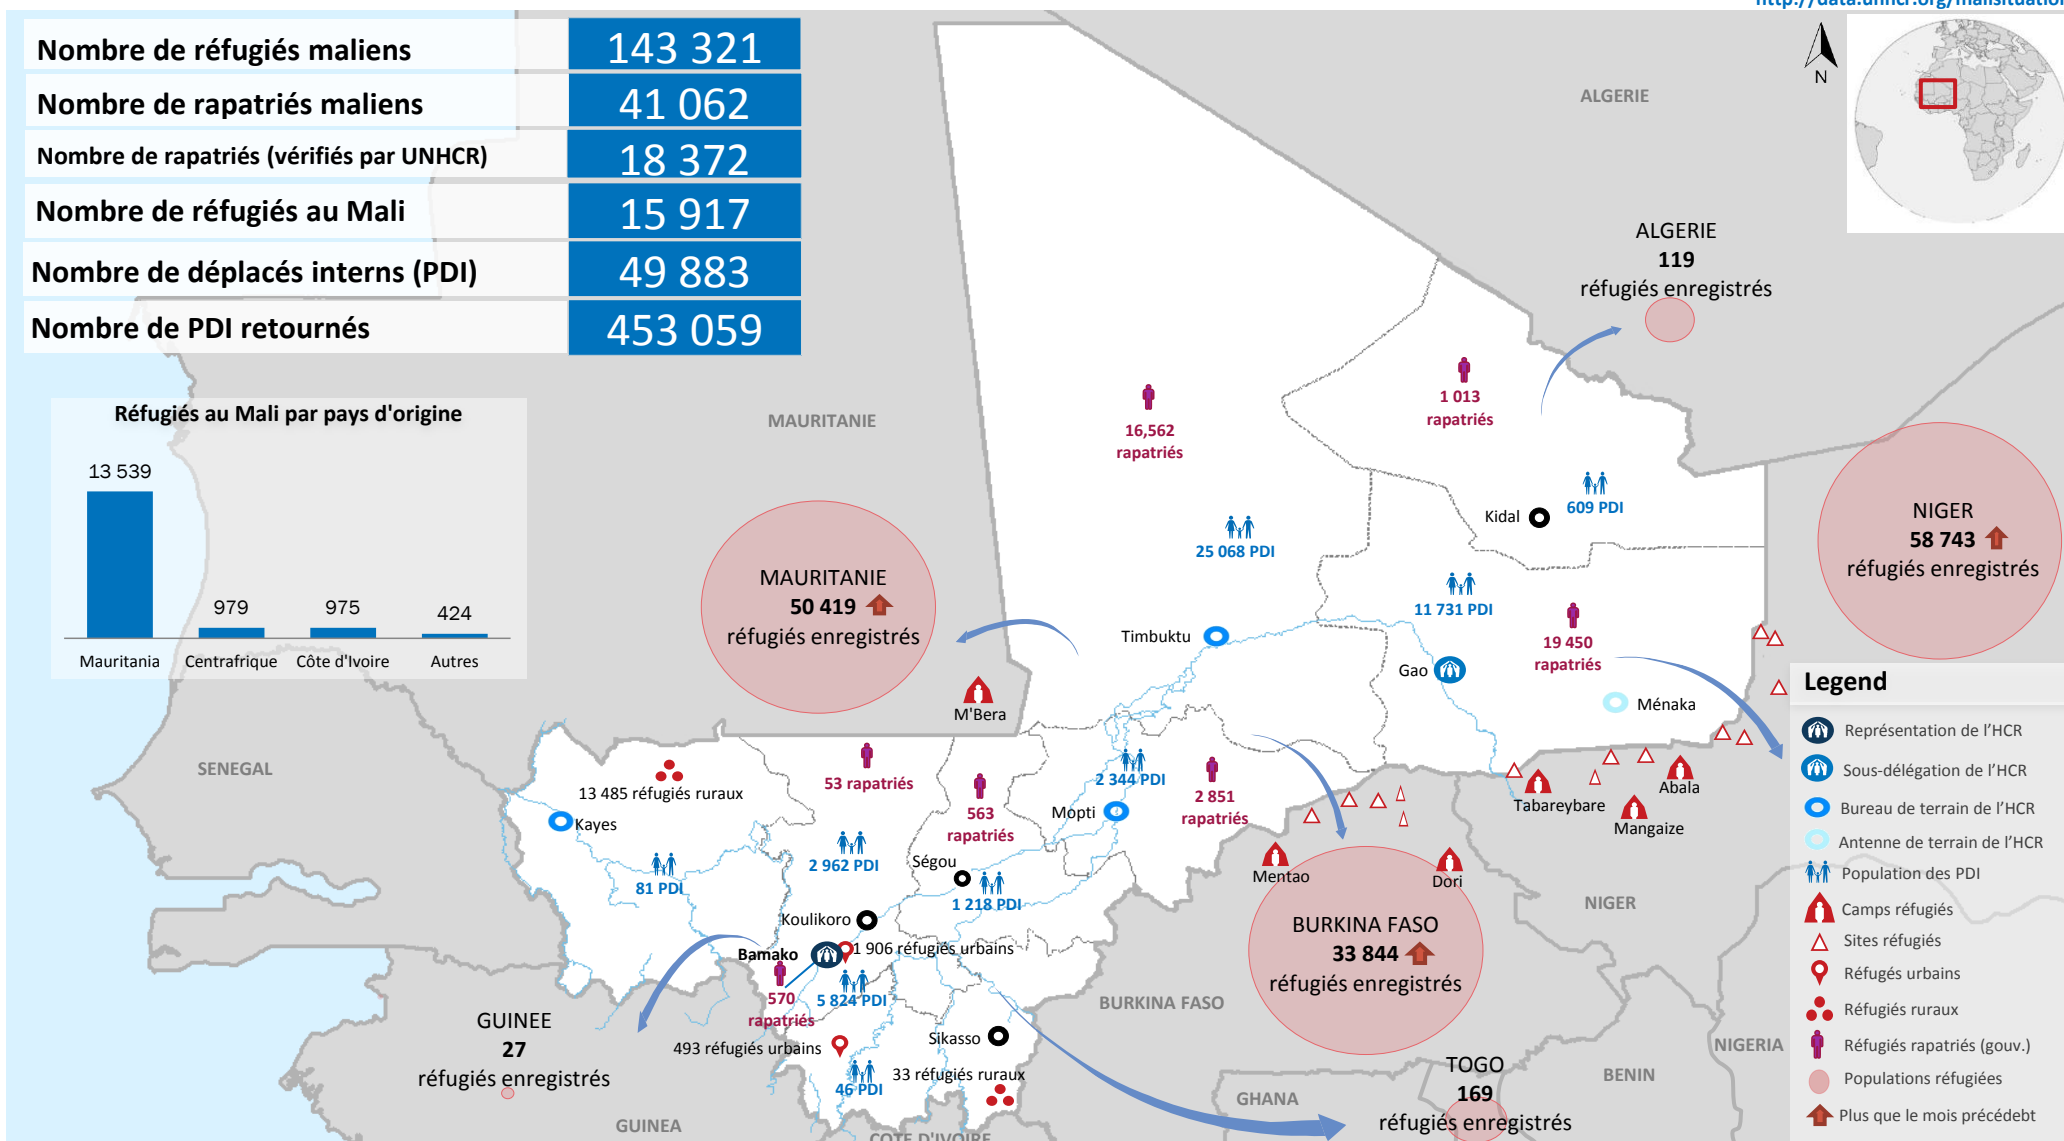 http://data.unhcr.org/malisituation
Nombre de réfugiés maliens 143 321
Nombre de rapatriés maliens 41 062
Nombre de rapatriés (vérifiés par UNHCR) 18 372
Nombre de réfugiés au Mali 15 917
Nombre de déplacés interns (PDI) 49 883
Nombre de PDI retournés 453 059
N
Réfugiés au Mali par pays d'origine
13 539
979
975
424
Mauritania
Centrafrique
Côte d'Ivoire
Autres
ALGERIE
ALGERIE
119
réfugiés enregistrés
MAURITANIE
16,562
rapatriés
1 013
rapatriés
609 PDI
Kidal
25 068 PDI
NIGER
58 743
réfugiés enregistrés
MAURITANIE
50 419
réfugiés enregistrés
11 731 PDI
19 450
rapatriés
Timbuktu
Gao
Ménaka
M'Bera
SENEGAL
13 485 réfugiés ruraux
Kayes
81 PDI
53 rapatriés
2 962 PDI
563
rapatriés
Ségou
1 218 PDI
2 344 PDI
Mopti
2 851
rapatriés
Koulikoro
Bamako
1 906 réfugiés urbains
570
rapatriés
5 824 PDI
493 réfugiés urbains
46 PDI
Sikasso
33 réfugiés ruraux
Tabareybare
Abala
Mangaize
Mentao
Dori
NIGER
BURKINA FASO
33 844
réfugiés enregistrés
BURKINA FASO
GUINEE
27
réfugiés enregistrés
GUINEA
COTE D'IVOIRE
GHANA
TOGO
169
réfugiés enregistrés
BENIN
NIGERIA
Legend
Représentation de l'HCR
Sous-délégation de l'HCR
Bureau de terrain de l'HCR
Antenne de terrain de l'HCR
Population des PDI
Camps réfugiés
Sites réfugiés
Réfugés urbains
Réfugiés ruraux
Réfugiés rapatriés (gouv.)
Populations réfugiées
Plus que le mois précédebt